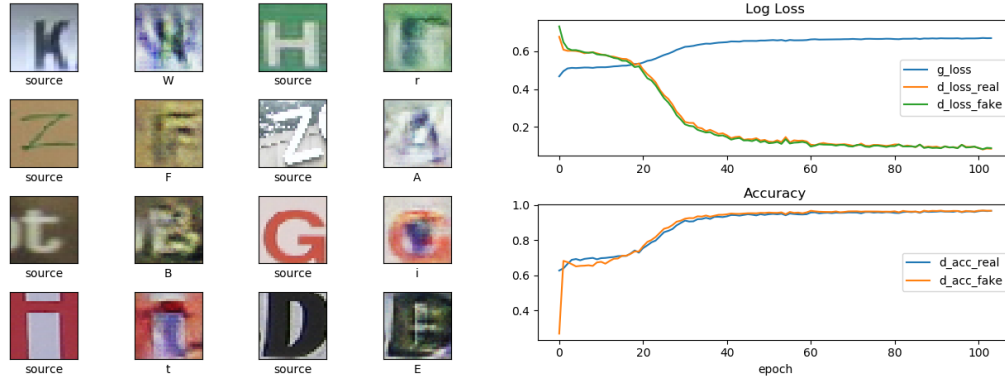 K W H r
source W source r
Z F Z A
source F source A
ot B G i
source B source i
i t D E
source t source E
Log Loss
0.6
0.4
0.2
g_loss
d_loss_real
d_loss_fake
0 20 40 60 80 100
Accuracy
1.0
0.8
0.6
0.4
d_acc_real
d_acc_fake
0 20 40 60 80 100
epoch